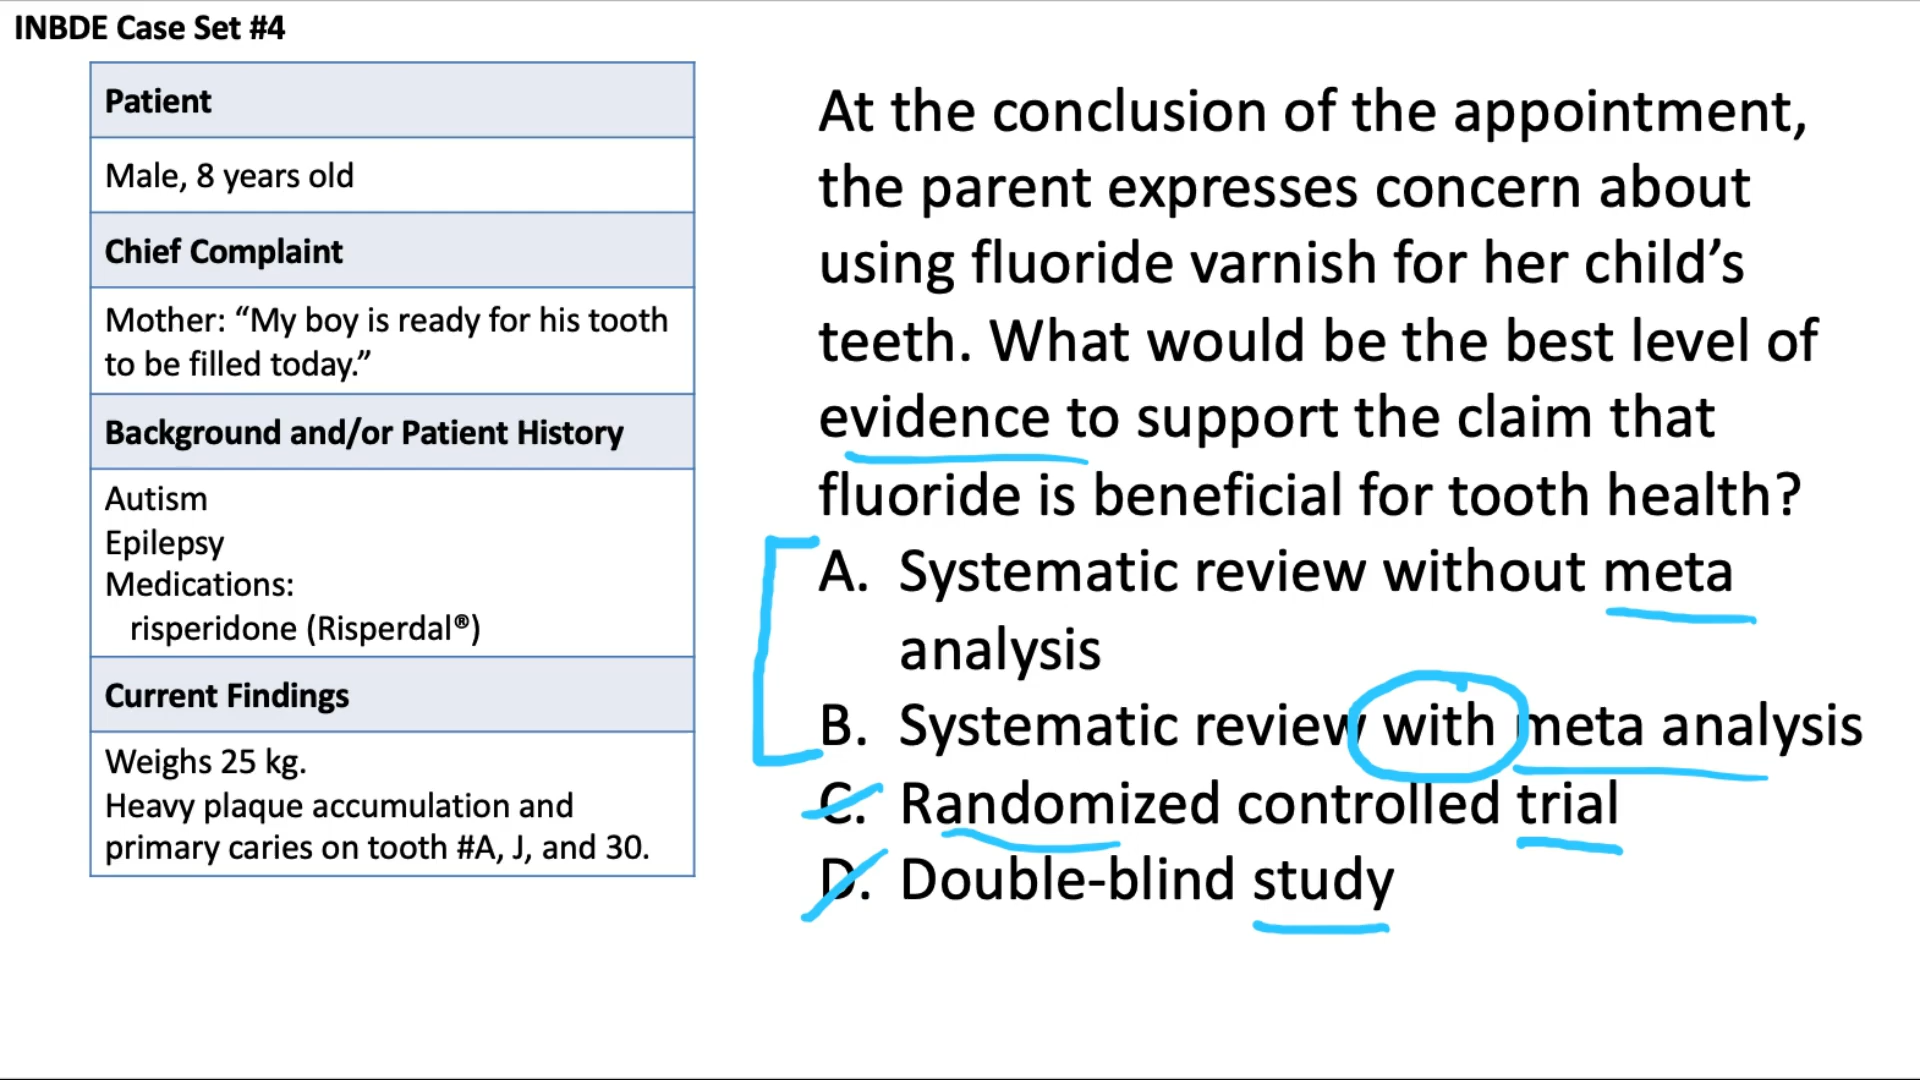 INBDE Case Set #4
Patient
Male, 8 years old
Chief Complaint
Mother: “My boy is ready for his tooth
to be filled today.”
Background and/or Patient History
Autism
Epilepsy
Medications:
risperidone (Risperdal®)
Current Findings
Weighs 25 kg.
Heavy plaque accumulation and
primary caries on tooth #A, J, and 30.
At the conclusion of the appointment,
the parent expresses concern about
using fluoride varnish for her child’s
teeth. What would be the best level of
evidence to support the claim that
fluoride is beneficial for tooth health?
A. Systematic review without meta
analysis
B. Systematic review with meta analysis
C. Randomized controlled trial
D. Double-blind study